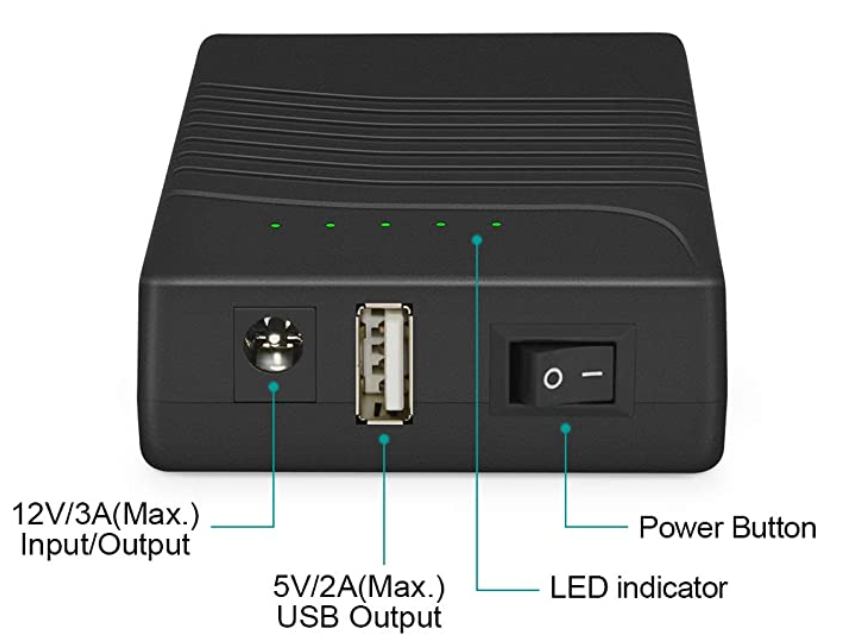 O –
12V/3A(Max.)
Input/Output
5V/2A(Max.)
USB Output
Power Button
LED indicator